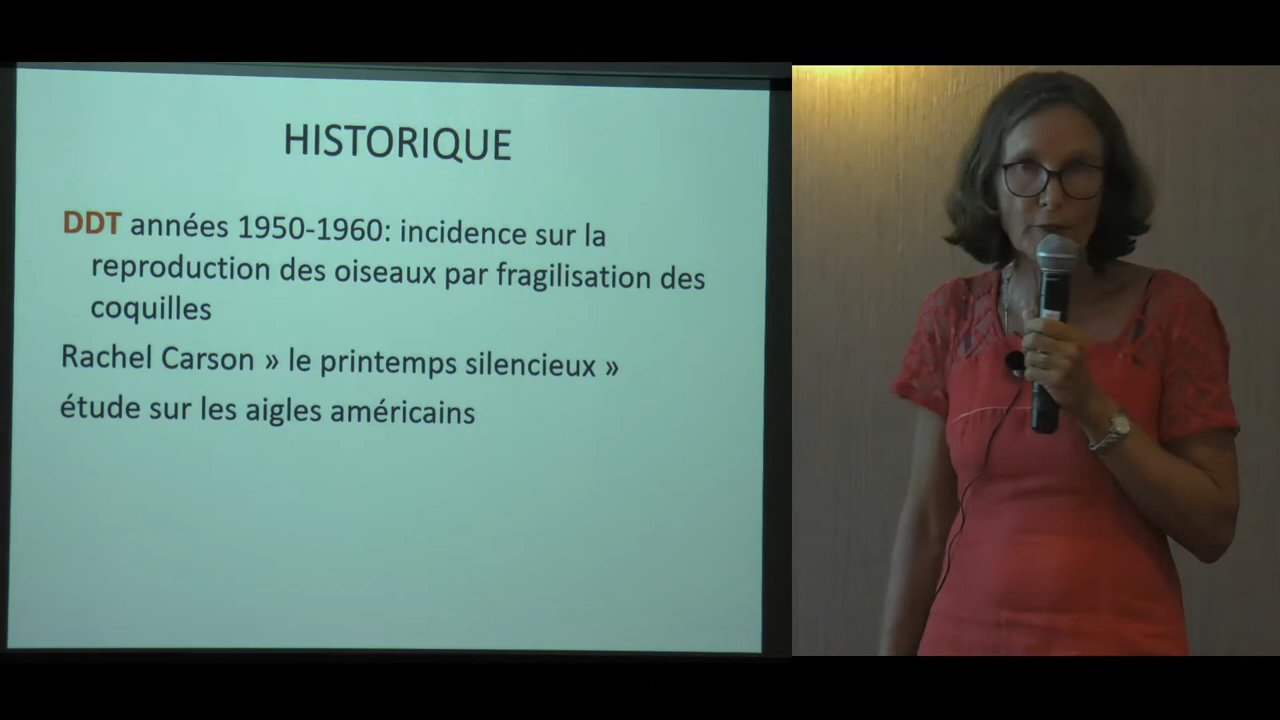 HISTORIQUE
DDT années 1950-1960: incidence sur la
reproduction des oiseaux par fragilisation des
coquilles
Rachel Carson » le printemps silencieux »
étude sur les aigles américains